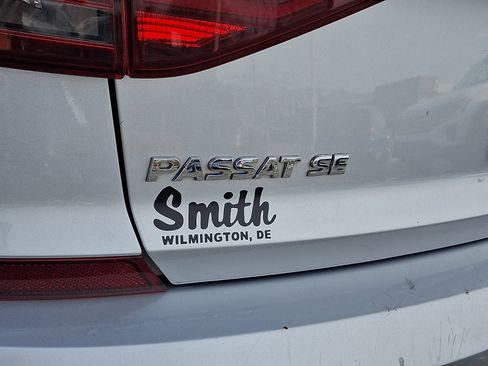 PASSAT SE
Smith
WILMINGTON, DE